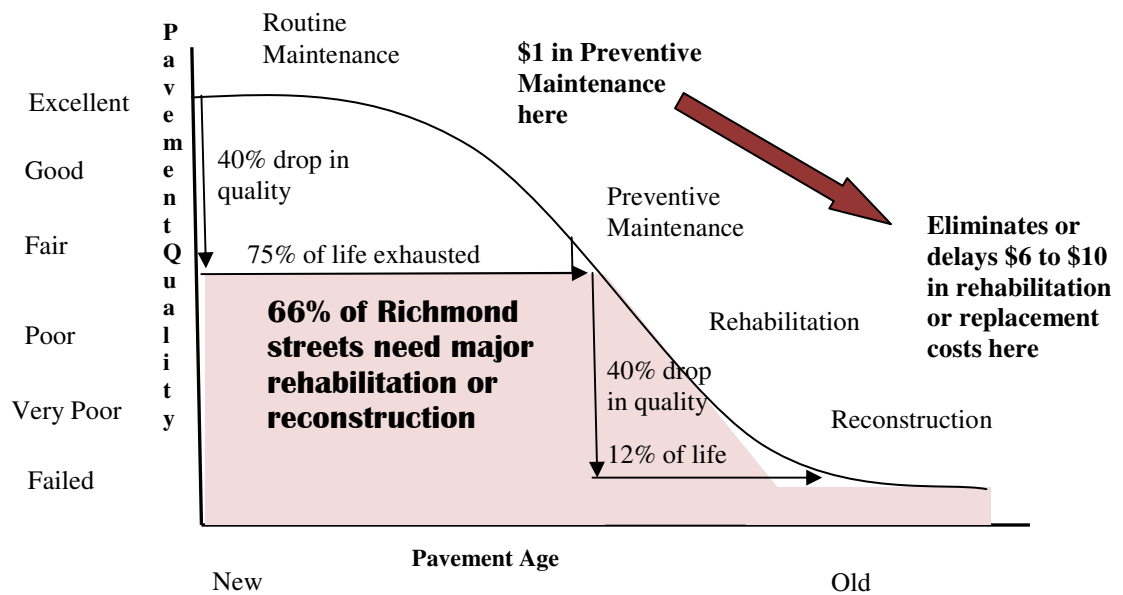 Pavement Quality
Routine
Maintenance
$1 in Preventive
Maintenance
here
Excellent
Good
Fair
Poor
Very Poor
Failed
40% drop in
quality
75% of life exhausted
Preventive
Maintenance
Eliminates or
delays $6 to $10
in rehabilitation
or replacement
costs here
66% of Richmond
streets need major
rehabilitation or
reconstruction
Rehabilitation
40% drop
in quality
12% of life
Reconstruction
Pavement Age
New
Old